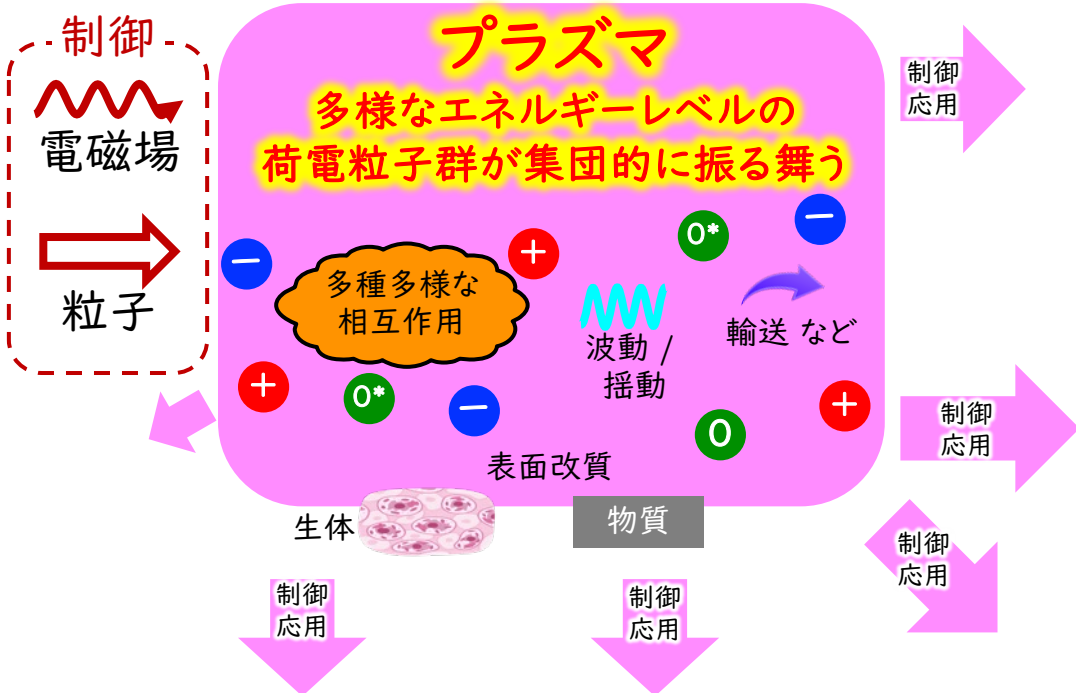 制御
電磁場
粒子
プラズマ
多様なエネルギーレベルの
荷電粒子群が集団的に振る舞う
−
+
O*
−
多種多様な
相互作用
波動 /
揺動
輸送 など
+
O*
−
O
+
表面改質
生体
物質
制御
応用
制御
応用
制御
応用
制御
応用
制御
応用